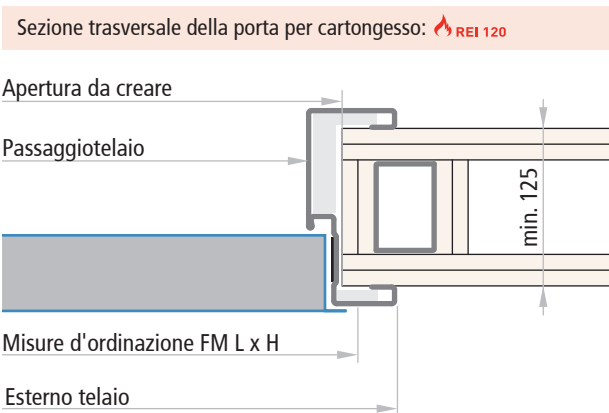 Sezione trasversale della porta per cartongesso: REI 120
Apertura da creare
Passaggiotelaio
min. 125
Misure d'ordinazione FM L x H
Esterno telaio